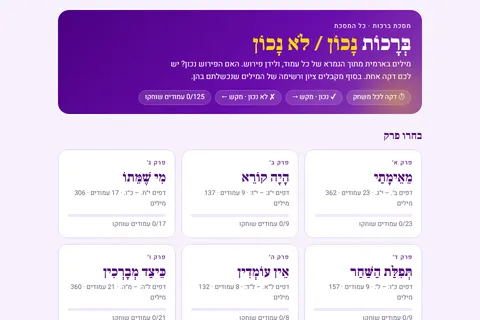 מסכת ברכות · כל המסכת
בְּרָכוֹת נָכוֹן / לֹא נָכוֹן
מילים בארמית מתוך הגמרא של כל עמוד, ולידן פירוש. האם הפירוש נכון? יש
לכם דקה אחת. בסוף מקבלים ציון ורשימה של המילים שנכשלתם בהן.
⏱ דקה לכל משחק
✓ נכון · מקש →
✗ לא נכון · מקש ←
0/125 עמודים שוחקו
בחרו פרק
פרק א׳
מֵאֵימָתַי
דפים ב׳. – י״ג. · 23 עמודים · 362
מילים
0/23 עמודים שוחקו
פרק ב׳
הָיָה קוֹרֵא
דפים י״ג. – י״ז: · 9 עמודים · 137
מילים
0/9 עמודים שוחקו
פרק ג׳
מִי שֶׁמֵּתוֹ
דפים י״ז: – כ״ו. · 17 עמודים · 306
מילים
0/17 עמודים שוחקו
פרק ד׳
תְּפִלַּת הַשַּׁחַר
דפים כ״ו. – ל׳: · 9 עמודים · 157
מילים
0/9 עמודים שוחקו
פרק ה׳
אֵין עוֹמְדִין
דפים ל׳: – ל״ד: · 8 עמודים · 132
מילים
0/8 עמודים שוחקו
פרק ו׳
כֵּיצַד מְבָרְכִין
דפים ל״ה. – מ״ה. · 21 עמודים · 360
מילים
0/21 עמודים שוחקו